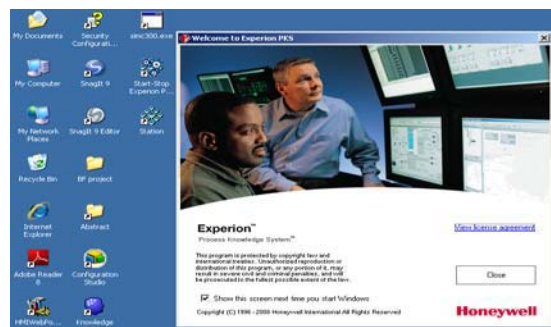 My Documents
Security
Configurati...
simc300.exe
Welcome to Experion PKS
My Computer
SnagIt 9
Start-Stop
Experion P...
My Network
Places
SnagIt 9 Editor
Station
Recycle Bin
BF project
Internet
Explorer
Abstract
Experion™
Process Knowledge System™
View license agreement
This program is protected by copyright law and
international treaties. Unauthorized reproduction or
distribution of this program, or any portion of it, may
result in severe civil and criminal penalties, and will
be prosecuted to the fullest possible extent of the law.
Close
Adobe Reader
8
Configuration
Studio
Show this screen next time you start Windows
Copyright (C) 1996 -2008 Honeywell International All Rights Reserved
Honeywell
HMIWebPo...
Knowledge